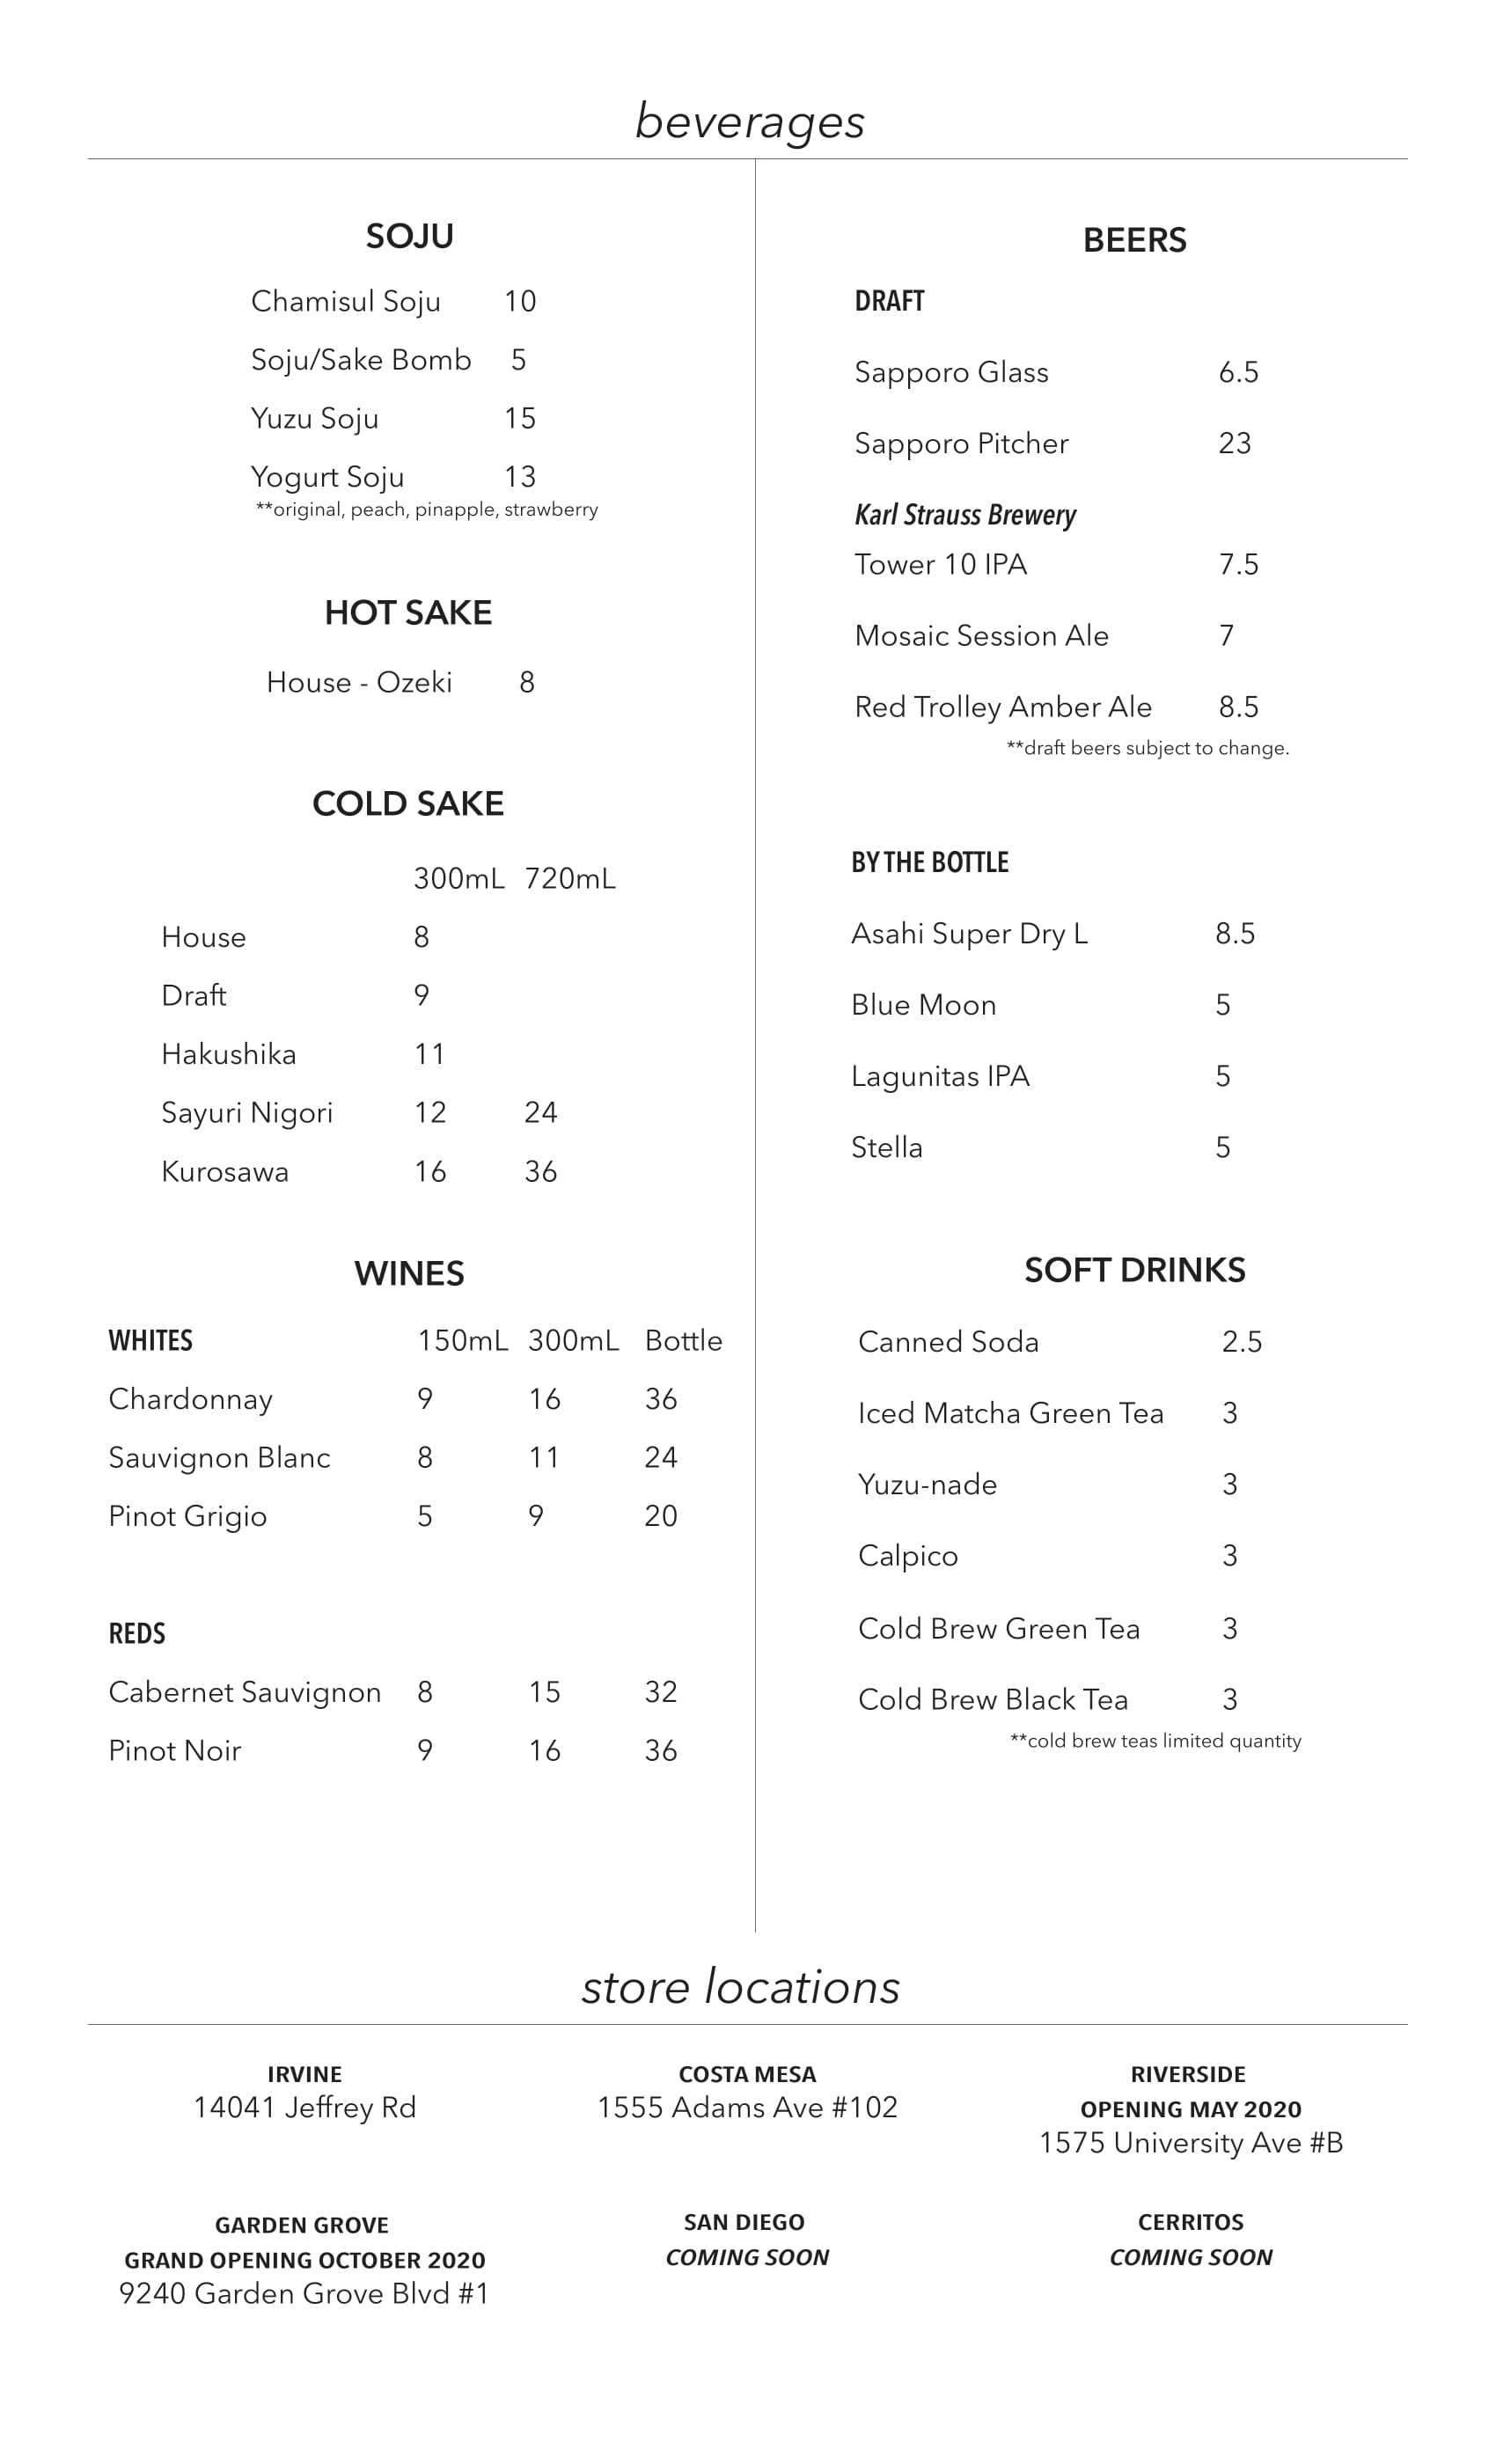 beverages
SOJU
Chamisul Soju 10
Soju/Sake Bomb 5
Yuzu Soju 15
Yogurt Soju 13
**original, peach, pinapple, strawberry
HOT SAKE
House - Ozeki 8
COLD SAKE
300mL 720mL
House 8
Draft 9
Hakushika 11
Sayuri Nigori 12 24
Kurosawa 16 36
WINES
WHITES 150mL 300mL Bottle
Chardonnay 9 16 36
Sauvignon Blanc 8 11 24
Pinot Grigio 5 9 20
REDS
Cabernet Sauvignon 8 15 32
Pinot Noir 9 16 36
BEERS
DRAFT
Sapporo Glass 6.5
Sapporo Pitcher 23
Karl Strauss Brewery
Tower 10 IPA 7.5
Mosaic Session Ale 7
Red Trolley Amber Ale 8.5
**draft beers subject to change.
BY THE BOTTLE
Asahi Super Dry L 8.5
Blue Moon 5
Lagunitas IPA 5
Stella 5
SOFT DRINKS
Canned Soda 2.5
Iced Matcha Green Tea 3
Yuzu-nade 3
Calpico 3
Cold Brew Green Tea 3
Cold Brew Black Tea 3
**cold brew teas limited quantity
store locations
IRVINE
14041 Jeffrey Rd
COSTA MESA
1555 Adams Ave #102
RIVERSIDE
OPENING MAY 2020
1575 University Ave #B
GARDEN GROVE
GRAND OPENING OCTOBER 2020
9240 Garden Grove Blvd #1
SAN DIEGO
COMING SOON
CERRITOS
COMING SOON